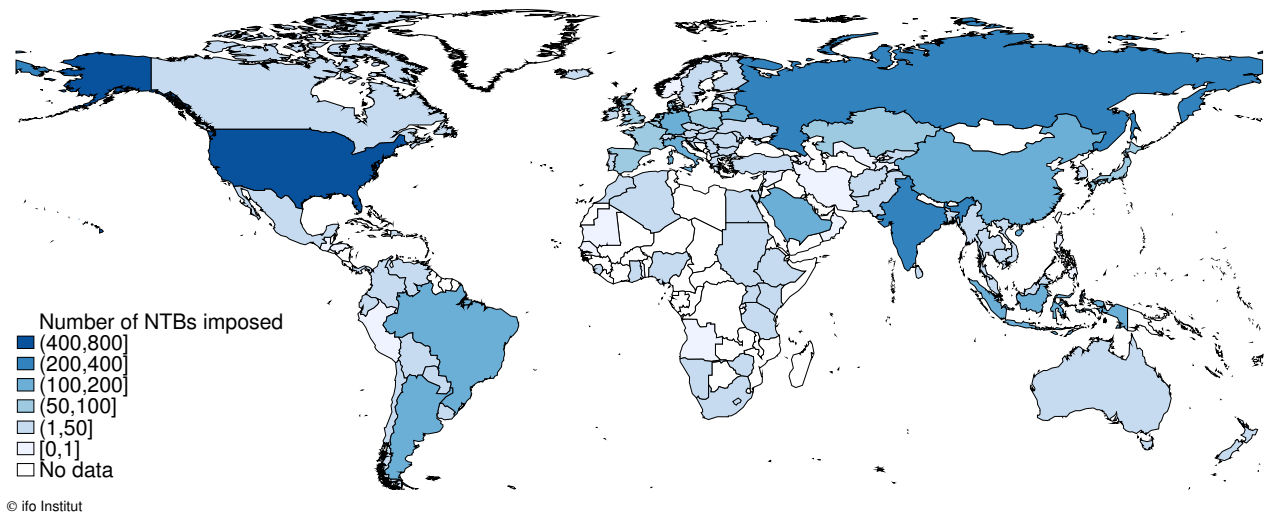 Number of NTBs imposed
(400,800]
(200,400]
(100,200]
(50,100]
(1,50]
[0,1]
No data
© ifo Institut